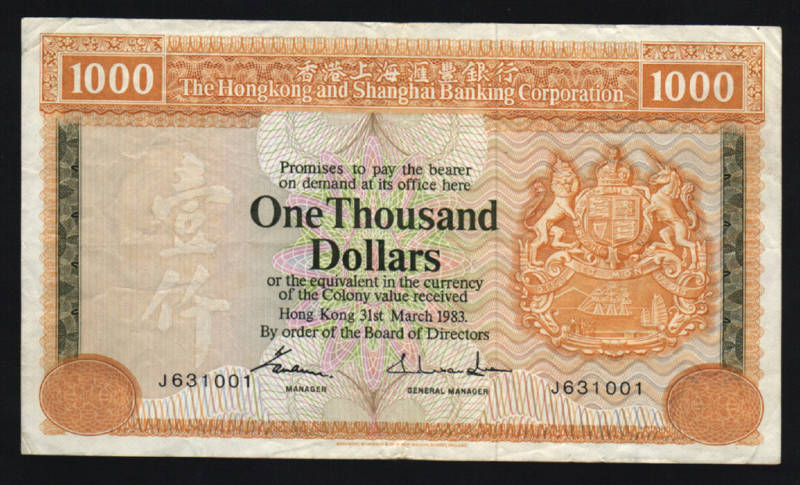 1000
香港上海滙豐銀行
1000
The Hongkong and Shanghai Banking Corporation
Promises to pay the bearer
on demand at its office here
One Thousand
Dollars
or the equivalent in the currency
of the Colony value received
Hong Kong 31st March 1983.
By order of the Board of Directors
J631001
MANAGER
GENERAL MANAGER
J631001